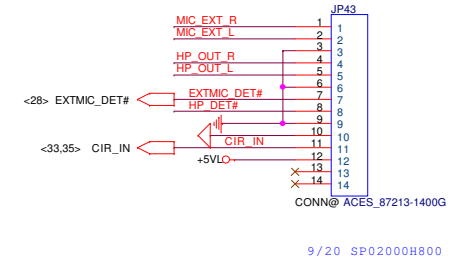 JP43
MIC_EXT_R 1 1
MIC_EXT_L 2 2
3 3
HP_OUT_R 4 4
HP_OUT_L 5 5
6 6
<28> EXTMIC_DET# EXTMIC_DET# 7 7
HP_DET# 8 8
9 9
10 10
<33,35> CIR_IN CIR_IN 11 11
+5VL 12 12
13 13
14 14
CONN@ ACES_87213-1400G
9/20 SP02000H800